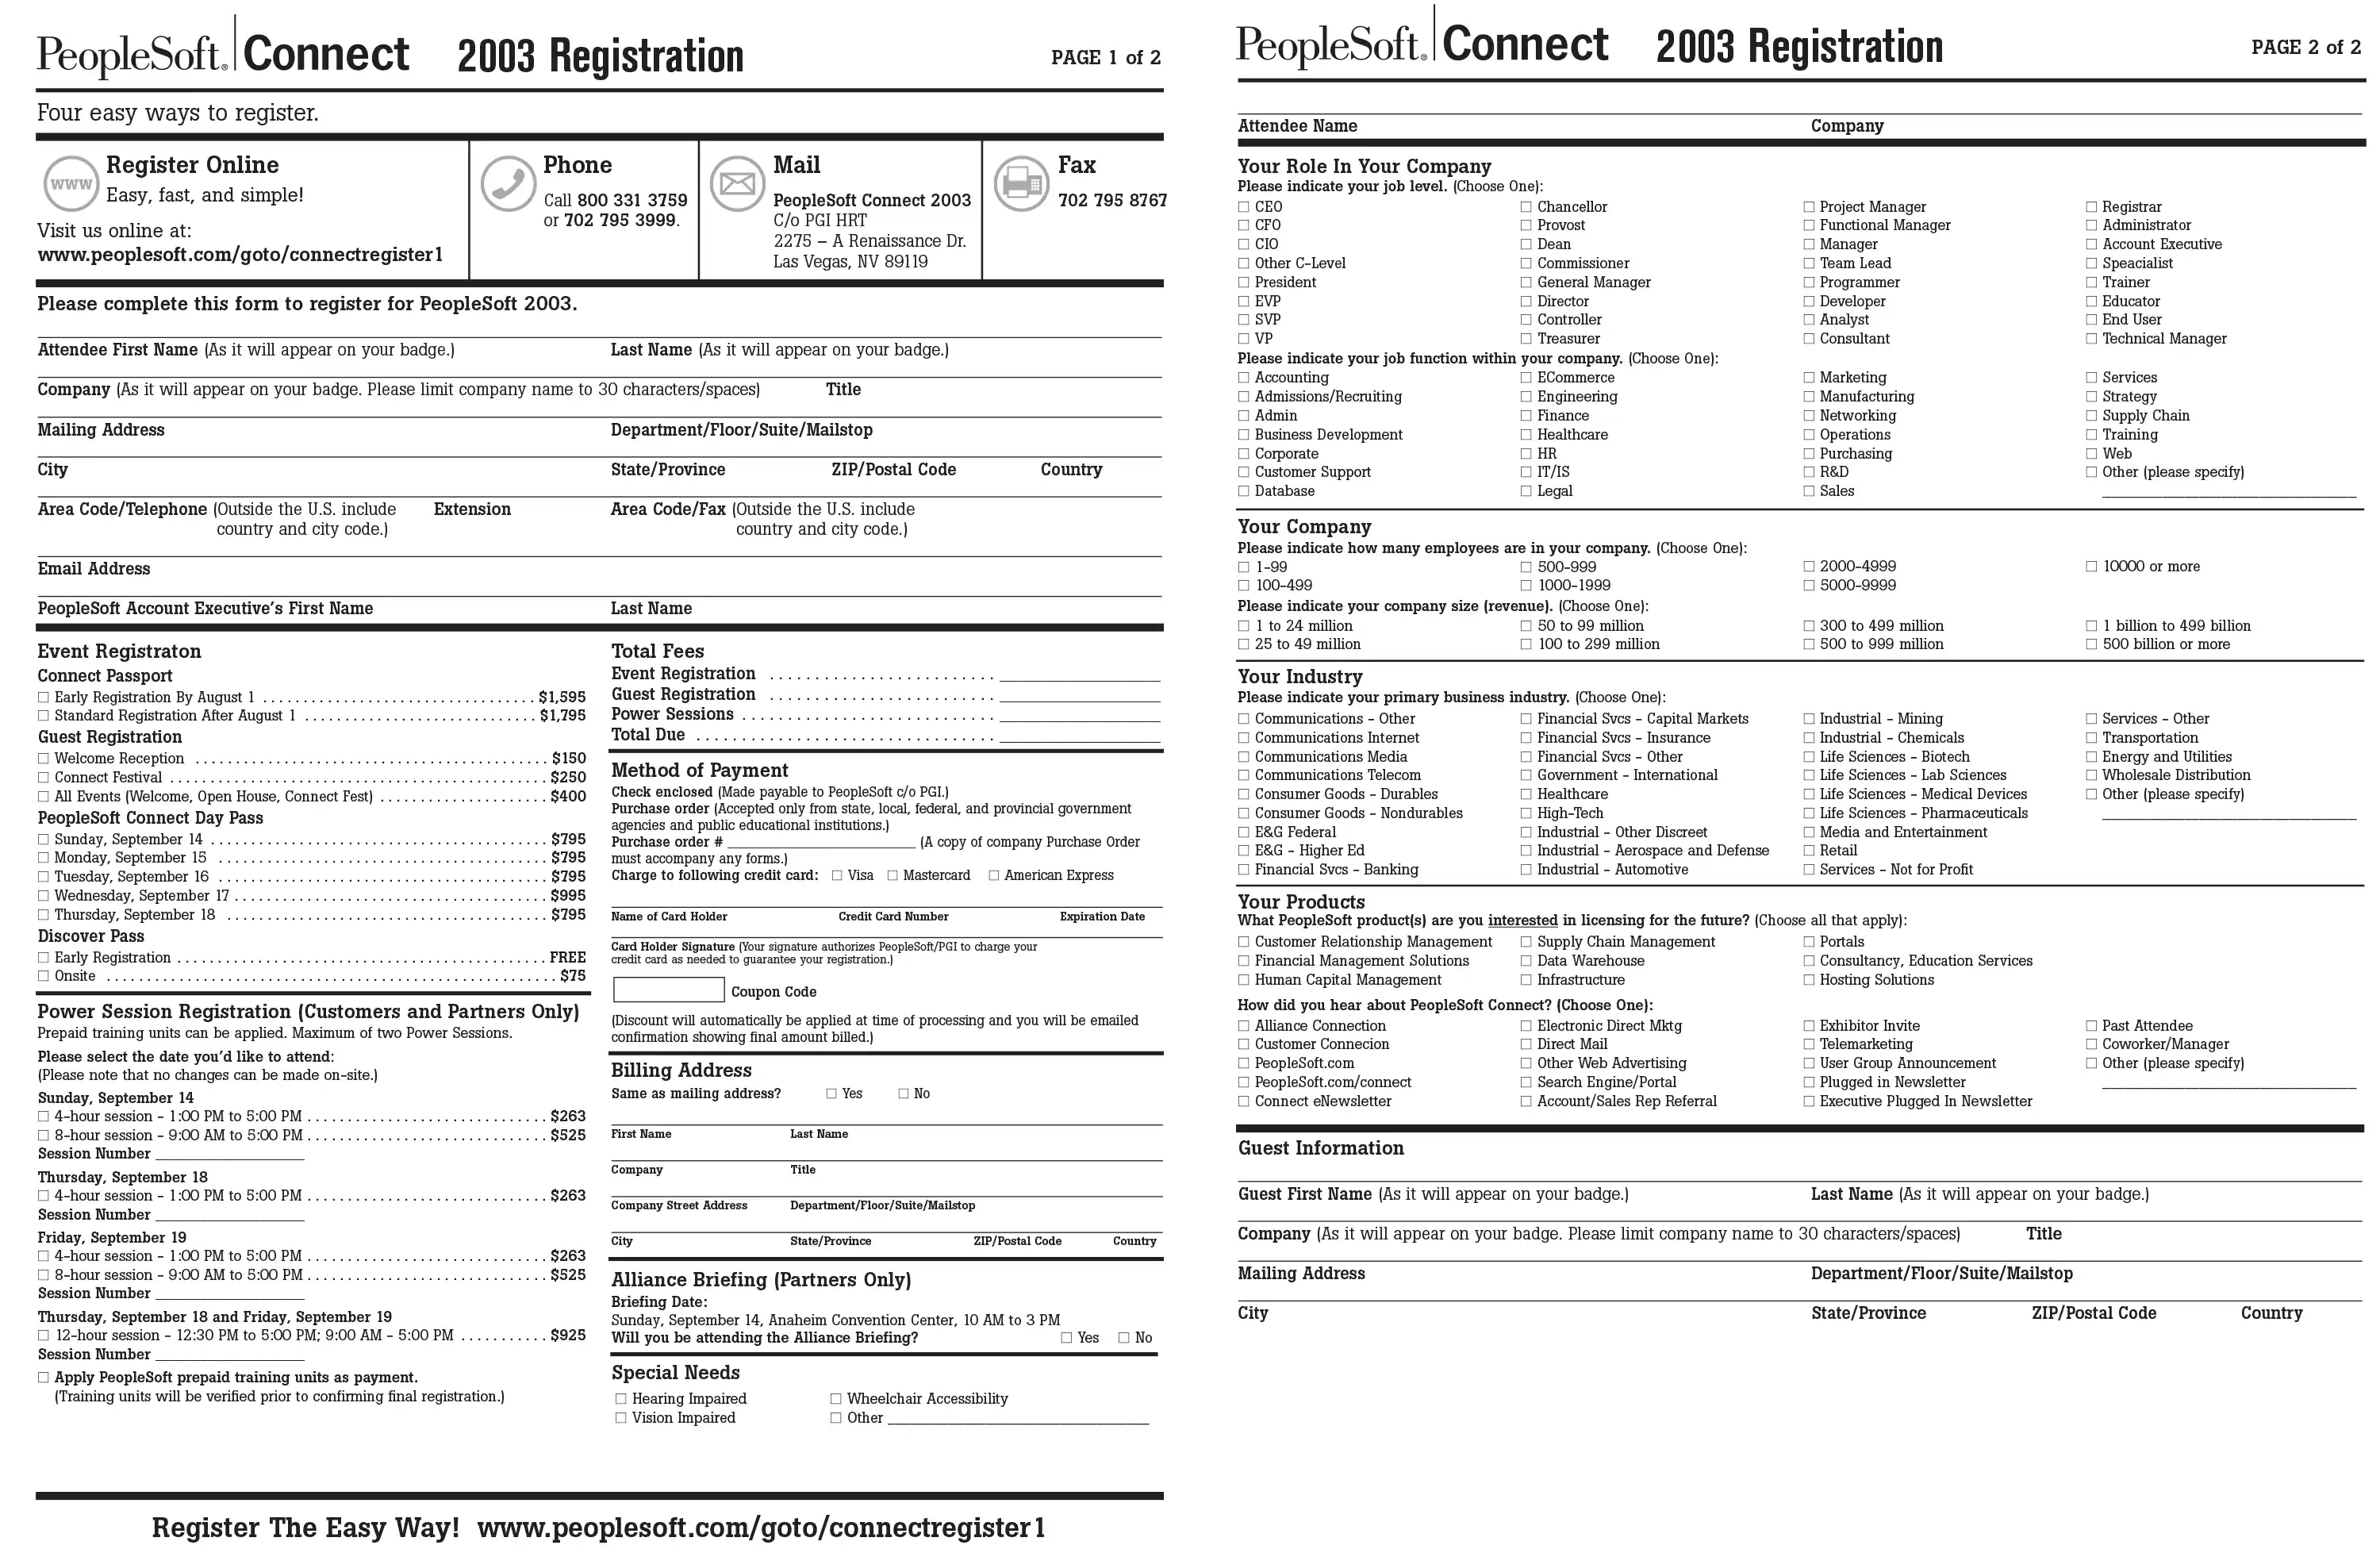 PeopleSoft® Connect 2003 Registration PAGE 1 of 2
Four easy ways to register.
www
Register Online
Easy, fast, and simple!
Visit us online at:
www.peoplesoft.com/goto/connectregister1
Phone
Call 800 331 3759
or 702 795 3999.
Mail
PeopleSoft Connect 2003
C/o PGI HRT
2275 – A Renaissance Dr.
Las Vegas, NV 89119
Fax
702 795 8767
Please complete this form to register for PeopleSoft 2003.
Attendee First Name (As it will appear on your badge.) Last Name (As it will appear on your badge.)
Company (As it will appear on your badge. Please limit company name to 30 characters/spaces) Title
Mailing Address Department/Floor/Suite/Mailstop
City State/Province ZIP/Postal Code Country
Area Code/Telephone (Outside the U.S. include Extension Area Code/Fax (Outside the U.S. include
country and city code.) country and city code.)
Email Address
PeopleSoft Account Executive's First Name Last Name
Event Registraton
Connect Passport
☐ Early Registration By August 1 . . . . . $1,595
☐ Standard Registration After August 1 . . . . . $1,795
Guest Registration
☐ Welcome Reception . . . . . $150
☐ Connect Festival . . . . . $250
☐ All Events (Welcome, Open House, Connect Fest) . . . . . $400
PeopleSoft Connect Day Pass
☐ Sunday, September 14 . . . . . $795
☐ Monday, September 15 . . . . . $795
☐ Tuesday, September 16 . . . . . $795
☐ Wednesday, September 17 . . . . . $995
☐ Thursday, September 18 . . . . . $795
Discover Pass
☐ Early Registration . . . . . FREE
☐ Onsite . . . . . $75
Power Session Registration (Customers and Partners Only)
Prepaid training units can be applied. Maximum of two Power Sessions.
Please select the date you'd like to attend:
(Please note that no changes can be made on-site.)
Sunday, September 14
☐ 4-hour session - 1:00 PM to 5:00 PM . . . . . $263
☐ 8-hour session - 9:00 AM to 5:00 PM . . . . . $525
Session Number ____________
Thursday, September 18
☐ 4-hour session - 1:00 PM to 5:00 PM . . . . . $263
Session Number ____________
Friday, September 19
☐ 4-hour session - 1:00 PM to 5:00 PM . . . . . $263
☐ 8-hour session - 9:00 AM to 5:00 PM . . . . . $525
Session Number ____________
Thursday, September 18 and Friday, September 19
☐ 12-hour session - 12:30 PM to 5:00 PM; 9:00 AM - 5:00 PM . . . . . $925
Session Number ____________
☐ Apply PeopleSoft prepaid training units as payment.
(Training units will be verified prior to confirming final registration.)
Total Fees
Event Registration . . . . . ____________
Guest Registration . . . . . ____________
Power Sessions . . . . . ____________
Total Due . . . . . ____________
Method of Payment
Check enclosed (Made payable to PeopleSoft c/o PGI.)
Purchase order (Accepted only from state, local, federal, and provincial government
agencies and public educational institutions.)
Purchase order # ____________ (A copy of company Purchase Order
must accompany any forms.)
Charge to following credit card: ☐ Visa ☐ Mastercard ☐ American Express
Name of Card Holder Credit Card Number Expiration Date
Card Holder Signature (Your signature authorizes PeopleSoft/PGI to charge your
credit card as needed to guarantee your registration.)
Coupon Code
(Discount will automatically be applied at time of processing and you will be emailed
confirmation showing final amount billed.)
Billing Address
Same as mailing address? ☐ Yes ☐ No
First Name Last Name
Company Title
Company Street Address Department/Floor/Suite/Mailstop
City State/Province ZIP/Postal Code Country
Alliance Briefing (Partners Only)
Briefing Date:
Sunday, September 14, Anaheim Convention Center, 10 AM to 3 PM
Will you be attending the Alliance Briefing? ☐ Yes ☐ No
Special Needs
☐ Hearing Impaired ☐ Wheelchair Accessibility
☐ Vision Impaired ☐ Other ____________
Register The Easy Way! www.peoplesoft.com/goto/connectregister1
PeopleSoft® Connect 2003 Registration PAGE 2 of 2
Attendee Name Company
Your Role In Your Company
Please indicate your job level. (Choose One):
☐ CEO ☐ Chancellor ☐ Project Manager ☐ Registrar
☐ CFO ☐ Provost ☐ Functional Manager ☐ Administrator
☐ CIO ☐ Dean ☐ Manager ☐ Account Executive
☐ Other C-Level ☐ Commissioner ☐ Team Lead ☐ Speacialist
☐ President ☐ General Manager ☐ Programmer ☐ Trainer
☐ EVP ☐ Director ☐ Developer ☐ Educator
☐ SVP ☐ Controller ☐ Analyst ☐ End User
☐ VP ☐ Treasurer ☐ Consultant ☐ Technical Manager
Please indicate your job function within your company. (Choose One):
☐ Accounting ☐ ECommerce ☐ Marketing ☐ Services
☐ Admissions/Recruiting ☐ Engineering ☐ Manufacturing ☐ Strategy
☐ Admin ☐ Finance ☐ Networking ☐ Supply Chain
☐ Business Development ☐ Healthcare ☐ Operations ☐ Training
☐ Corporate ☐ HR ☐ Purchasing ☐ Web
☐ Customer Support ☐ IT/IS ☐ R&D ☐ Other (please specify)
☐ Database ☐ Legal ☐ Sales ____________
Your Company
Please indicate how many employees are in your company. (Choose One):
☐ 1-99 ☐ 500-999 ☐ 2000-4999 ☐ 10000 or more
☐ 100-499 ☐ 1000-1999 ☐ 5000-9999
Please indicate your company size (revenue). (Choose One):
☐ 1 to 24 million ☐ 50 to 99 million ☐ 300 to 499 million ☐ 1 billion to 499 billion
☐ 25 to 49 million ☐ 100 to 299 million ☐ 500 to 999 million ☐ 500 billion or more
Your Industry
Please indicate your primary business industry. (Choose One):
☐ Communications - Other ☐ Financial Svcs - Capital Markets ☐ Industrial - Mining ☐ Services - Other
☐ Communications Internet ☐ Financial Svcs - Insurance ☐ Industrial - Chemicals ☐ Transportation
☐ Communications Media ☐ Financial Svcs - Other ☐ Life Sciences - Biotech ☐ Energy and Utilities
☐ Communications Telecom ☐ Government - International ☐ Life Sciences - Lab Sciences ☐ Wholesale Distribution
☐ Consumer Goods - Durables ☐ Healthcare ☐ Life Sciences - Medical Devices ☐ Other (please specify)
☐ Consumer Goods - Nondurables ☐ High-Tech ☐ Life Sciences - Pharmaceuticals ____________
☐ E&G Federal ☐ Industrial - Other Discreet ☐ Media and Entertainment
☐ E&G - Higher Ed ☐ Industrial - Aerospace and Defense ☐ Retail
☐ Financial Svcs - Banking ☐ Industrial - Automotive ☐ Services - Not for Profit
Your Products
What PeopleSoft product(s) are you interested in licensing for the future? (Choose all that apply):
☐ Customer Relationship Management ☐ Supply Chain Management ☐ Portals
☐ Financial Management Solutions ☐ Data Warehouse ☐ Consultancy, Education Services
☐ Human Capital Management ☐ Infrastructure ☐ Hosting Solutions
How did you hear about PeopleSoft Connect? (Choose One):
☐ Alliance Connection ☐ Electronic Direct Mktg ☐ Exhibitor Invite ☐ Past Attendee
☐ Customer Connecion ☐ Direct Mail ☐ Telemarketing ☐ Coworker/Manager
☐ PeopleSoft.com ☐ Other Web Advertising ☐ User Group Announcement ☐ Other (please specify)
☐ PeopleSoft.com/connect ☐ Search Engine/Portal ☐ Plugged in Newsletter ____________
☐ Connect eNewsletter ☐ Account/Sales Rep Referral ☐ Executive Plugged In Newsletter
Guest Information
Guest First Name (As it will appear on your badge.) Last Name (As it will appear on your badge.)
Company (As it will appear on your badge. Please limit company name to 30 characters/spaces) Title
Mailing Address Department/Floor/Suite/Mailstop
City State/Province ZIP/Postal Code Country